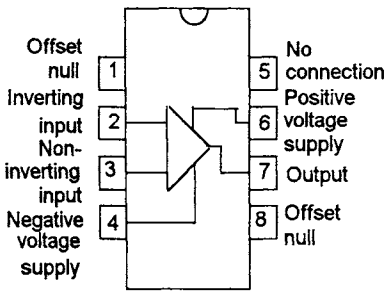 Offset
null
1
Inverting
input
2
Non-
inverting
input
3
Negative
voltage
supply
4
No
connection
5
Positive
voltage
supply
6
Output
7
Offset
null
8